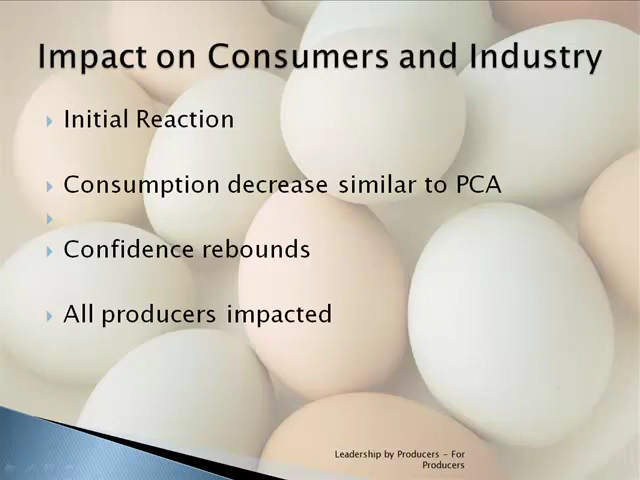 Impact on Consumers and Industry
Initial Reaction
Consumption decrease similar to PCA
Confidence rebounds
All producers impacted
Leadership by Producers – For
Producers